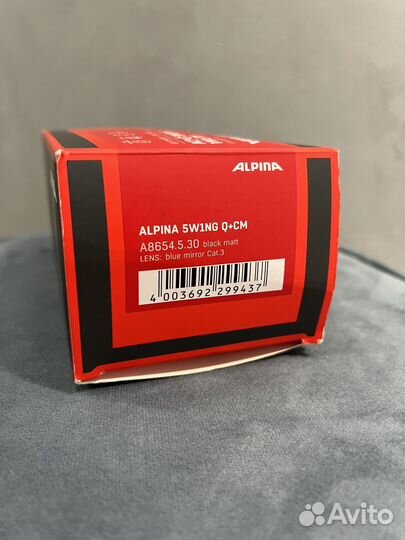 ALPINA
ALPINA 5W1NG Q+CM
A8654.5.30 black matt
LENS: blue mirror Cat.3
4 003692 299437
Avito